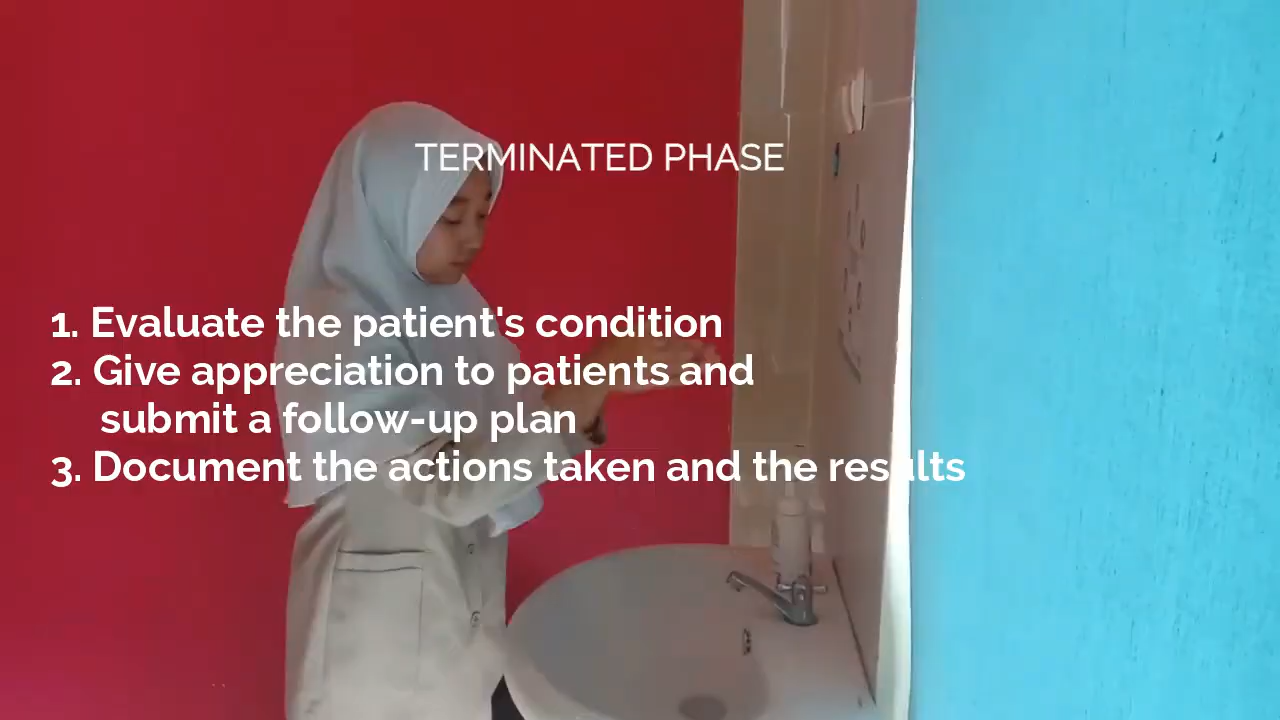 TERMINATED PHASE
1. Evaluate the patient's condition
2. Give appreciation to patients and
submit a follow-up plan
3. Document the actions taken and the results